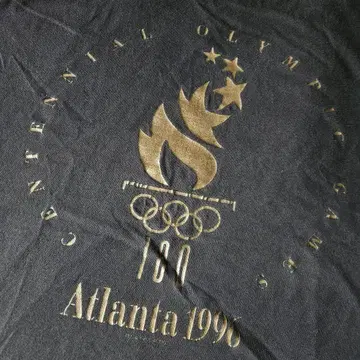 CENTENNIAL OLYMPIC GAMES
100
Atlanta 1996